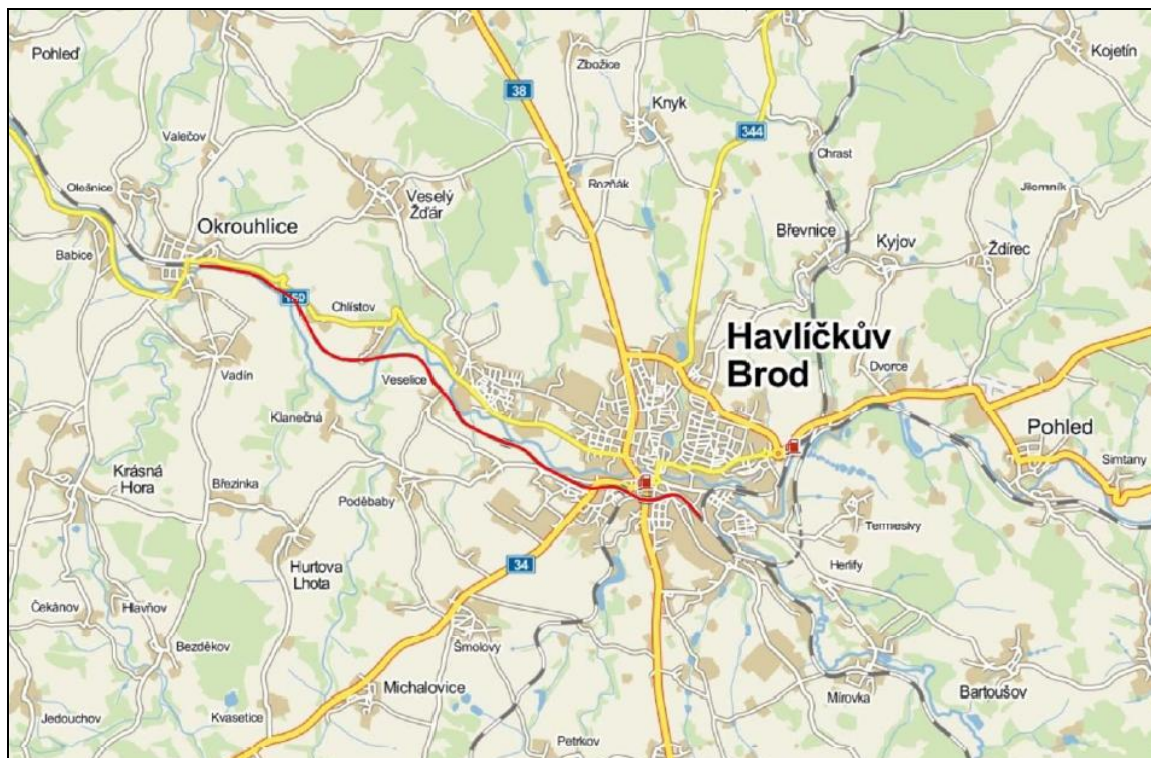 Pohleď
Zbožice
Kojetín
38
Knyk
344
Valečov
Chrast
Olešnice
Rozňák
Jilemník
Veselý
Žďár
Okrouhlice
Břevnice
Kyjov
Ždírec
Babice
150
Chlístov
Havlíčkův
Brod
Vadín
Veselice
Dvorce
Klanečná
Pohled
Simtany
Krásná
Hora
Březinka
Poděbaby
Termesivy
34
Hurtova
Lhota
Herlify
Čekánov
Hlavňov
Bezděkov
Šmolovy
Michalovice
Mírovka
Bartoušov
Jedouchov
Kvasetice
Petrkov